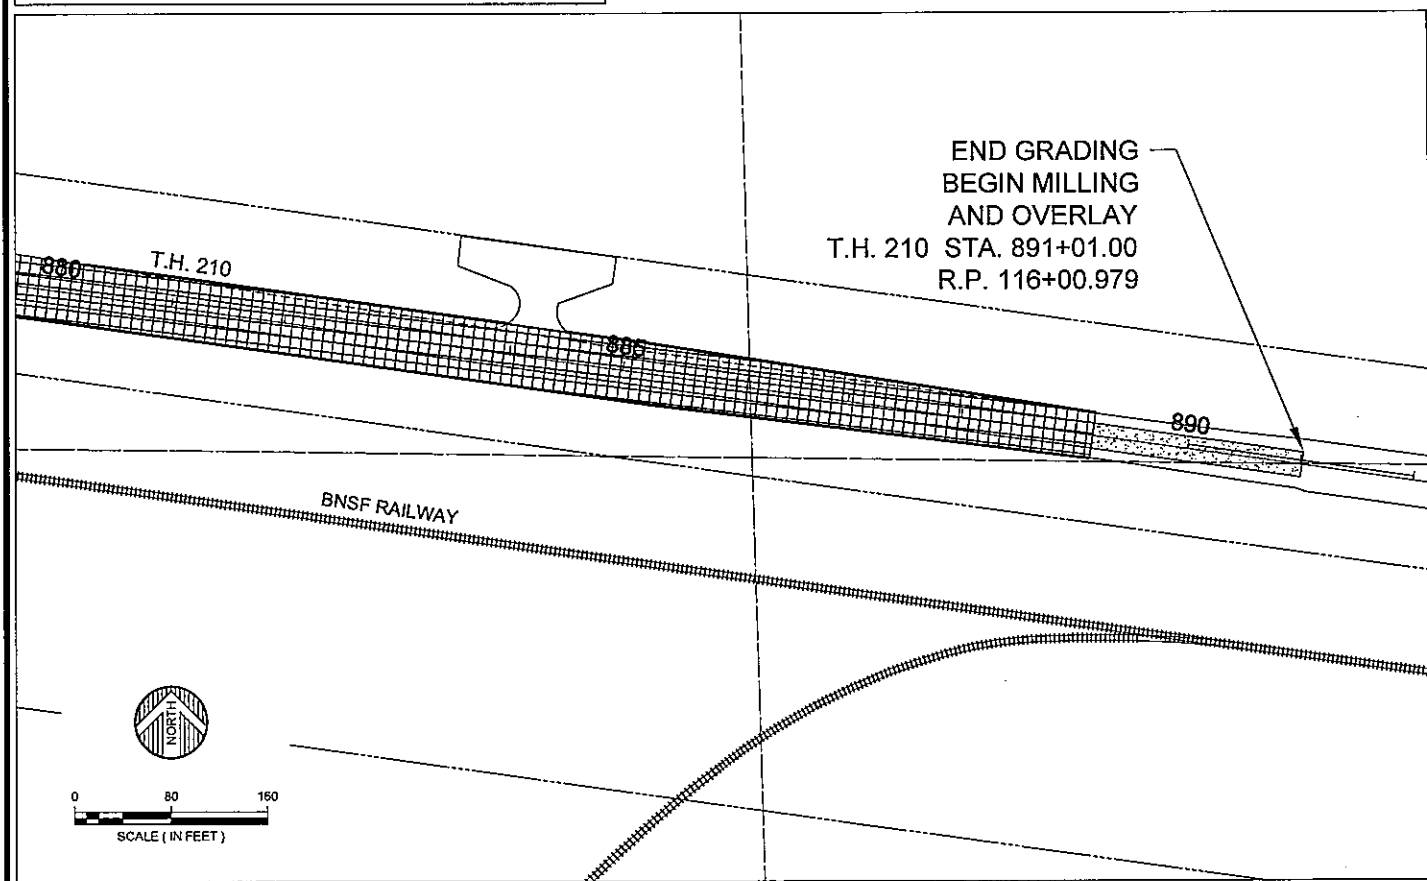 END GRADING
BEGIN MILLING
AND OVERLAY
T.H. 210 STA. 891+01.00
R.P. 116+00.979
880
T.H. 210
885
890
BNSF RAILWAY
NORTH
0 80 160
SCALE ( IN FEET )